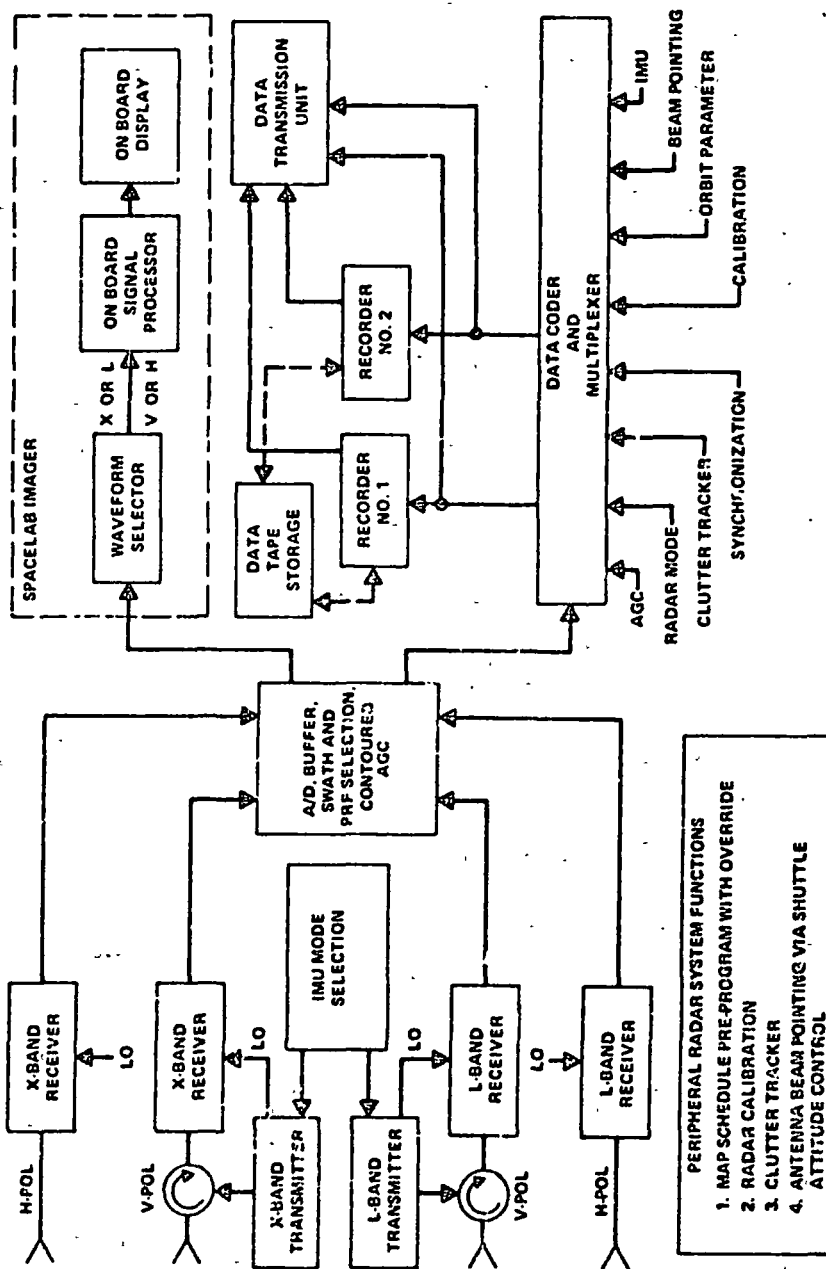 H-POL
X-BAND
RECEIVER
LO
V-POL
X-BAND
RECEIVER
LO
X-BAND
TRANSMITTER
IMU MODE
SELECTION
L-BAND
TRANSMITTER
LO
L-BAND
RECEIVER
V-POL
LO
L-BAND
RECEIVER
H-POL
A/D, BUFFER,
SWATH AND
PRF SELECTION,
CONTOURED
AGC
SPACELAB IMAGER
WAVEFORM
SELECTOR
X OR L
V OR H
ON BOARD
SIGNAL
PROCESSOR
ON BOARD
DISPLAY
DATA
TAPE
STORAGE
RECORDER
NO. 1
RECORDER
NO. 2
DATA
TRANSMISSION
UNIT
DATA CODER
AND
MULTIPLEXER
AGC
RADAR MODE
CLUTTER TRACKER
SYNCHRONIZATION
CALIBRATION
ORBIT PARAMETER
BEAM POINTING
IMU
PERIPHERAL RADAR SYSTEM FUNCTIONS
1. MAP SCHEDULE PRE-PROGRAM WITH OVERRIDE
2. RADAR CALIBRATION
3. CLUTTER TRACKER
4. ANTENNA BEAM POINTING VIA SHUTTLE
ATTITUDE CONTROL